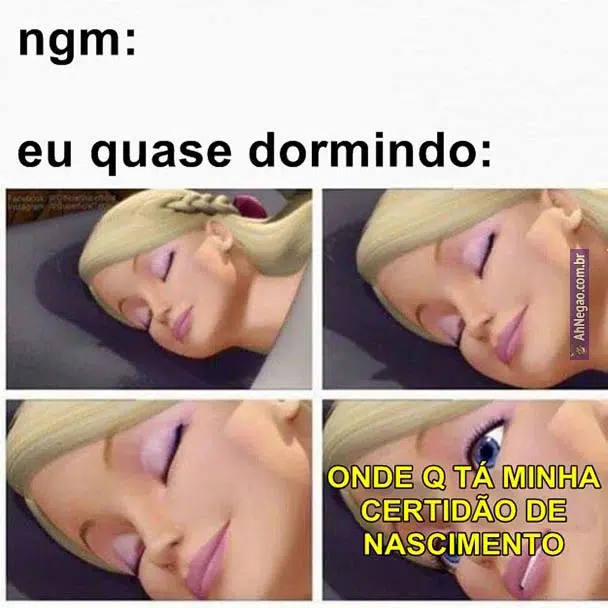 ngm:
eu quase dormindo:
AhNegao.com.br
ONDE Q TÁ MINHA
CERTIDÃO DE
NASCIMENTO